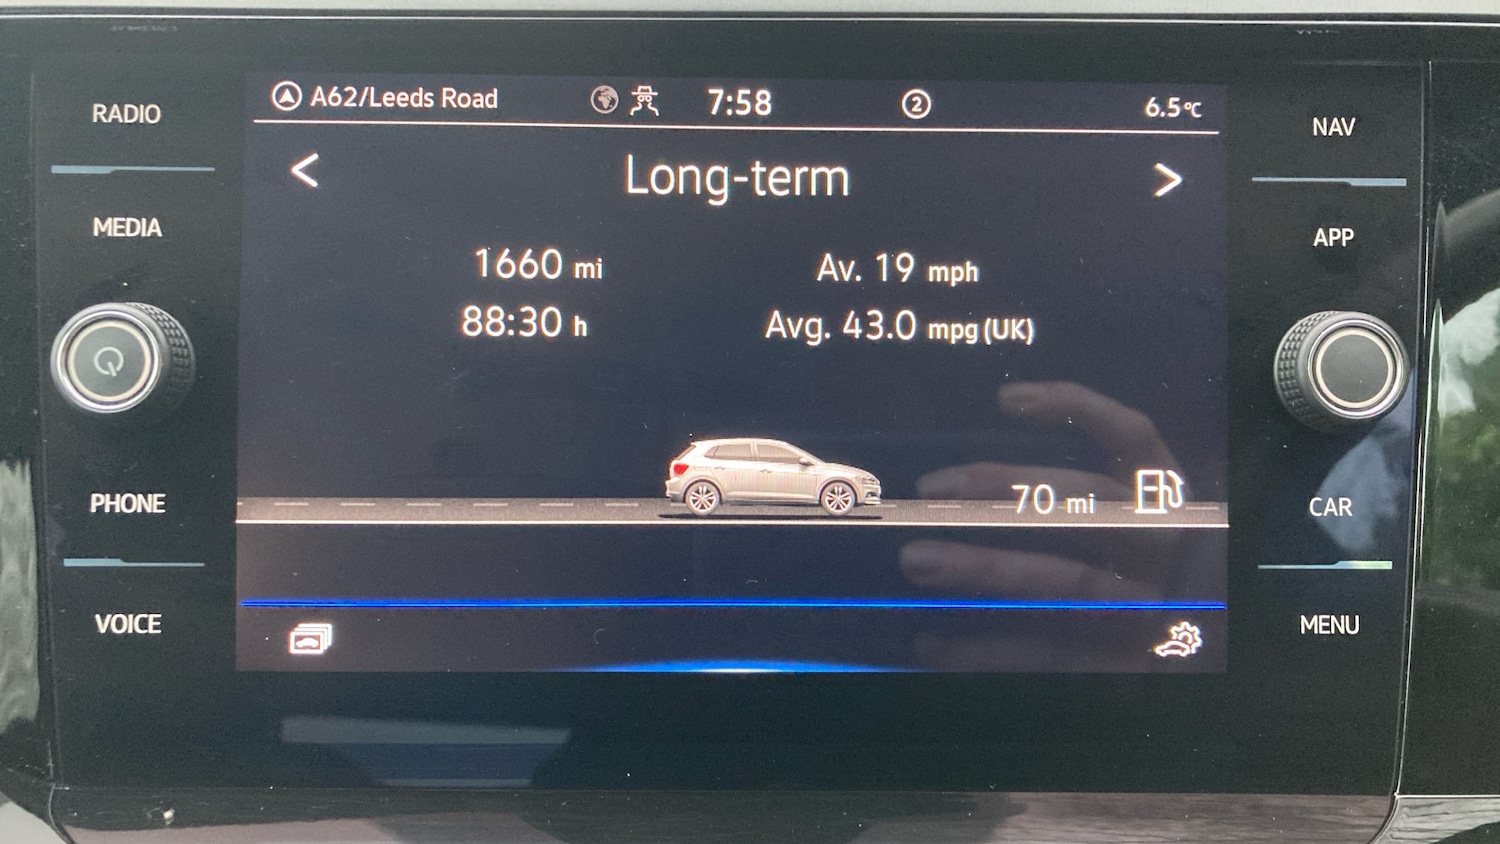 RADIO
MEDIA
PHONE
VOICE
A62/Leeds Road
7:58
2
6.5°C
< Long-term >
1660 mi
Av. 19 mph
88:30 h
Avg. 43.0 mpg (UK)
70 mi
NAV
APP
CAR
MENU